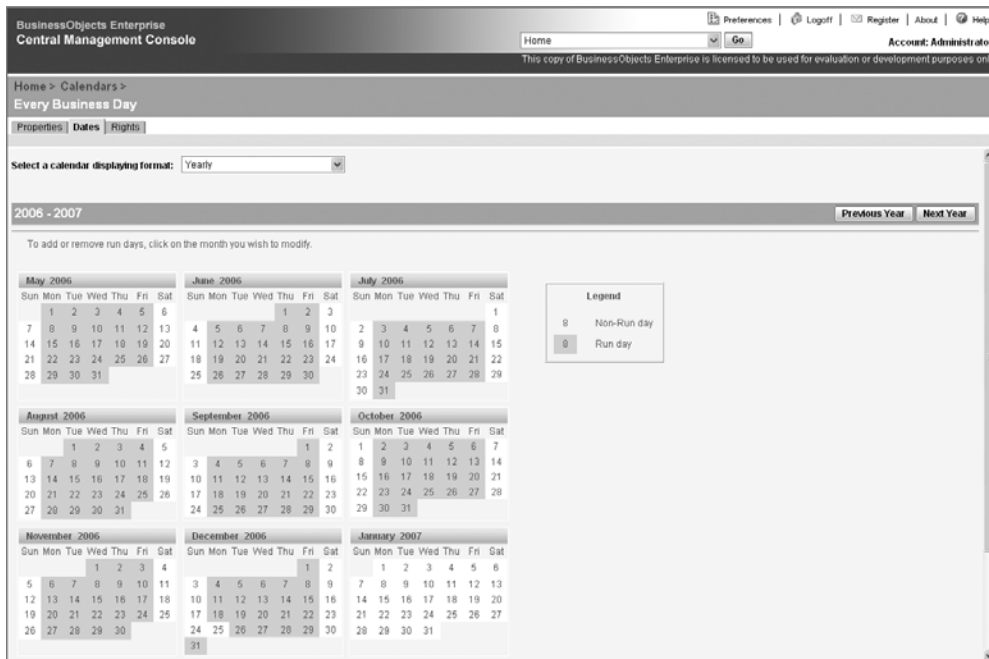 BusinessObjects Enterprise
Central Management Console
Preferences | Logoff | Register | About | Help
Home Go
Account: Administrato
This copy of BusinessObjects Enterprise is licensed to be used for evaluation or development purposes onl
Home > Calendars >
Every Business Day
Properties Dates Rights
Select a calendar displaying format: Yearly
2006 - 2007 Previous Year Next Year
To add or remove run days, click on the month you wish to modify.
May 2006 June 2006 July 2006
Sun Mon Tue Wed Thu Fri Sat Sun Mon Tue Wed Thu Fri Sat Sun Mon Tue Wed Thu Fri Sat
1 2 3 4 5 6 1 2 3 1
7 8 9 10 11 12 13 4 5 6 7 8 9 10 2 3 4 5 6 7 8
14 15 16 17 18 19 20 11 12 13 14 15 16 17 9 10 11 12 13 14 15
21 22 23 24 25 26 27 18 19 20 21 22 23 24 16 17 18 19 20 21 22
28 29 30 31 25 26 27 28 29 30 23 24 25 26 27 28 29
30 31
Legend
8 Non-Run day
8 Run day
August 2006 September 2006 October 2006
Sun Mon Tue Wed Thu Fri Sat Sun Mon Tue Wed Thu Fri Sat Sun Mon Tue Wed Thu Fri Sat
1 2 3 4 5 1 2 1 2 3 4 5 6 7
6 7 8 9 10 11 12 3 4 5 6 7 8 9 8 9 10 11 12 13 14
13 14 15 16 17 18 19 10 11 12 13 14 15 16 15 16 17 18 19 20 21
20 21 22 23 24 25 26 17 18 19 20 21 22 23 22 23 24 25 26 27 28
27 28 29 30 31 24 25 26 27 28 29 30 29 30 31
November 2006 December 2006 January 2007
Sun Mon Tue Wed Thu Fri Sat Sun Mon Tue Wed Thu Fri Sat Sun Mon Tue Wed Thu Fri Sat
1 2 3 4 1 2 1 2 3 4 5 6
5 6 7 8 9 10 11 3 4 5 6 7 8 9 7 8 9 10 11 12 13
12 13 14 15 16 17 18 10 11 12 13 14 15 16 14 15 16 17 18 19 20
19 20 21 22 23 24 25 17 18 19 20 21 22 23 21 22 23 24 25 26 27
26 27 28 29 30 24 25 26 27 28 29 30 28 29 30 31
31